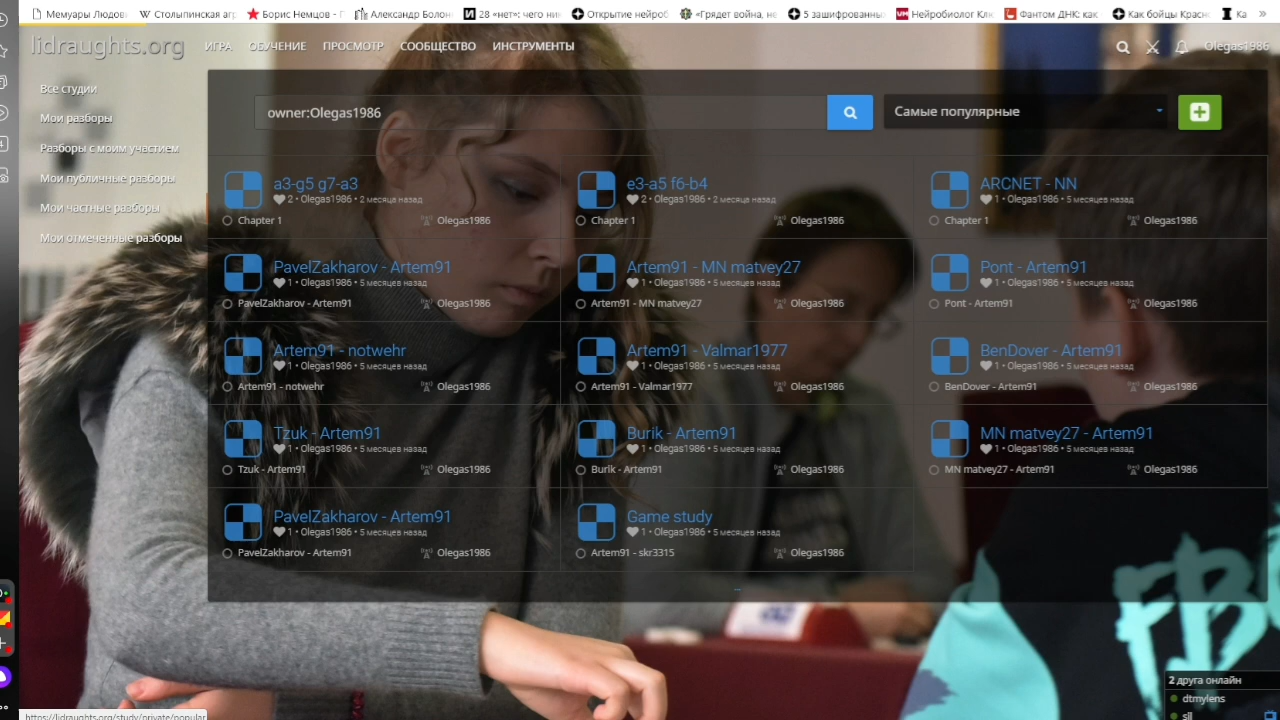 Мемуары Людов
Столыпинская агр
Борис Немцов - П
Александр Болон
28 «нет»: чего ни
Открытие нейроб
«Грядет война, не
5 зашифрованны
Нейробиолог Кл
Фантом ДНК: как
Как бойцы Красн
Ка
lidraughts.org ИГРА ОБУЧЕНИЕ ПРОСМОТР СООБЩЕСТВО ИНСТРУМЕНТЫ Olegas1986
Все студии
Мои разборы
Разборы с моим участием
Мои публичные разборы
Мои частные разборы
Мои отмеченные разборы
owner:Olegas1986 Самые популярные
a3-g5 g7-a3
2 • Olegas1986 • 2 месяца назад
Chapter 1 Olegas1986
e3-a5 f6-b4
2 • Olegas1986 • 2 месяца назад
Chapter 1 Olegas1986
ARCNET - NN
1 • Olegas1986 • 5 месяцев назад
Chapter 1 Olegas1986
PavelZakharov - Artem91
1 • Olegas1986 • 5 месяцев назад
PavelZakharov - Artem91 Olegas1986
Artem91 - MN matvey27
1 • Olegas1986 • 5 месяцев назад
Artem91 - MN matvey27 Olegas1986
Pont - Artem91
1 • Olegas1986 • 5 месяцев назад
Pont - Artem91 Olegas1986
Artem91 - notwehr
1 • Olegas1986 • 5 месяцев назад
Artem91 - notwehr Olegas1986
Artem91 - Valmar1977
1 • Olegas1986 • 5 месяцев назад
Artem91 - Valmar1977 Olegas1986
BenDover - Artem91
1 • Olegas1986 • 5 месяцев назад
BenDover - Artem91 Olegas1986
Tzuk - Artem91
1 • Olegas1986 • 5 месяцев назад
Tzuk - Artem91 Olegas1986
Burik - Artem91
1 • Olegas1986 • 5 месяцев назад
Burik - Artem91 Olegas1986
MN matvey27 - Artem91
1 • Olegas1986 • 5 месяцев назад
MN matvey27 - Artem91 Olegas1986
PavelZakharov - Artem91
1 • Olegas1986 • 5 месяцев назад
PavelZakharov - Artem91 Olegas1986
Game study
1 • Olegas1986 • 5 месяцев назад
Artem91 - skr3315 Olegas1986
...
2 друга онлайн
dtmylens
https://lidraughts.org/study/private/popular